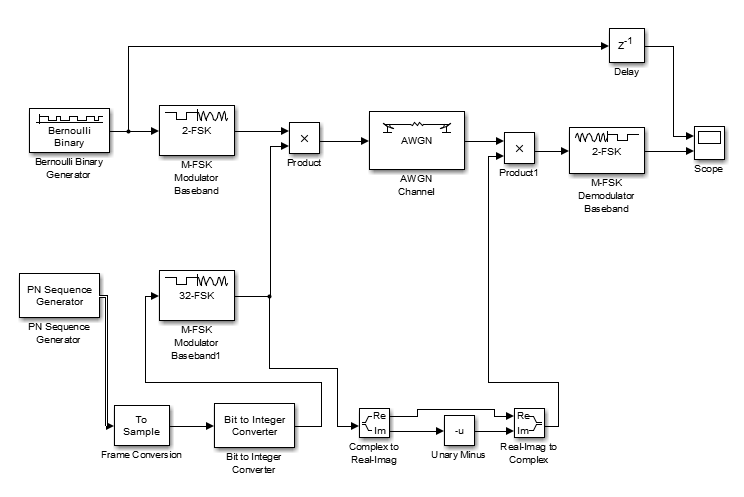 z-1
Delay
Bernoulli
Binary
Bernoulli Binary
Generator
2-FSK
M-FSK
Modulator
Baseband
×
Product
AWGN
AWGN
Channel
×
Product1
2-FSK
M-FSK
Demodulator
Baseband
Scope
PN Sequence
Generator
PN Sequence
Generator
32-FSK
M-FSK
Modulator
Baseband1
To
Sample
Frame Conversion
Bit to Integer
Converter
Bit to Integer
Converter
Re
Im
Complex to
Real-Imag
-u
Unary Minus
Re
Im
Real-Imag to
Complex